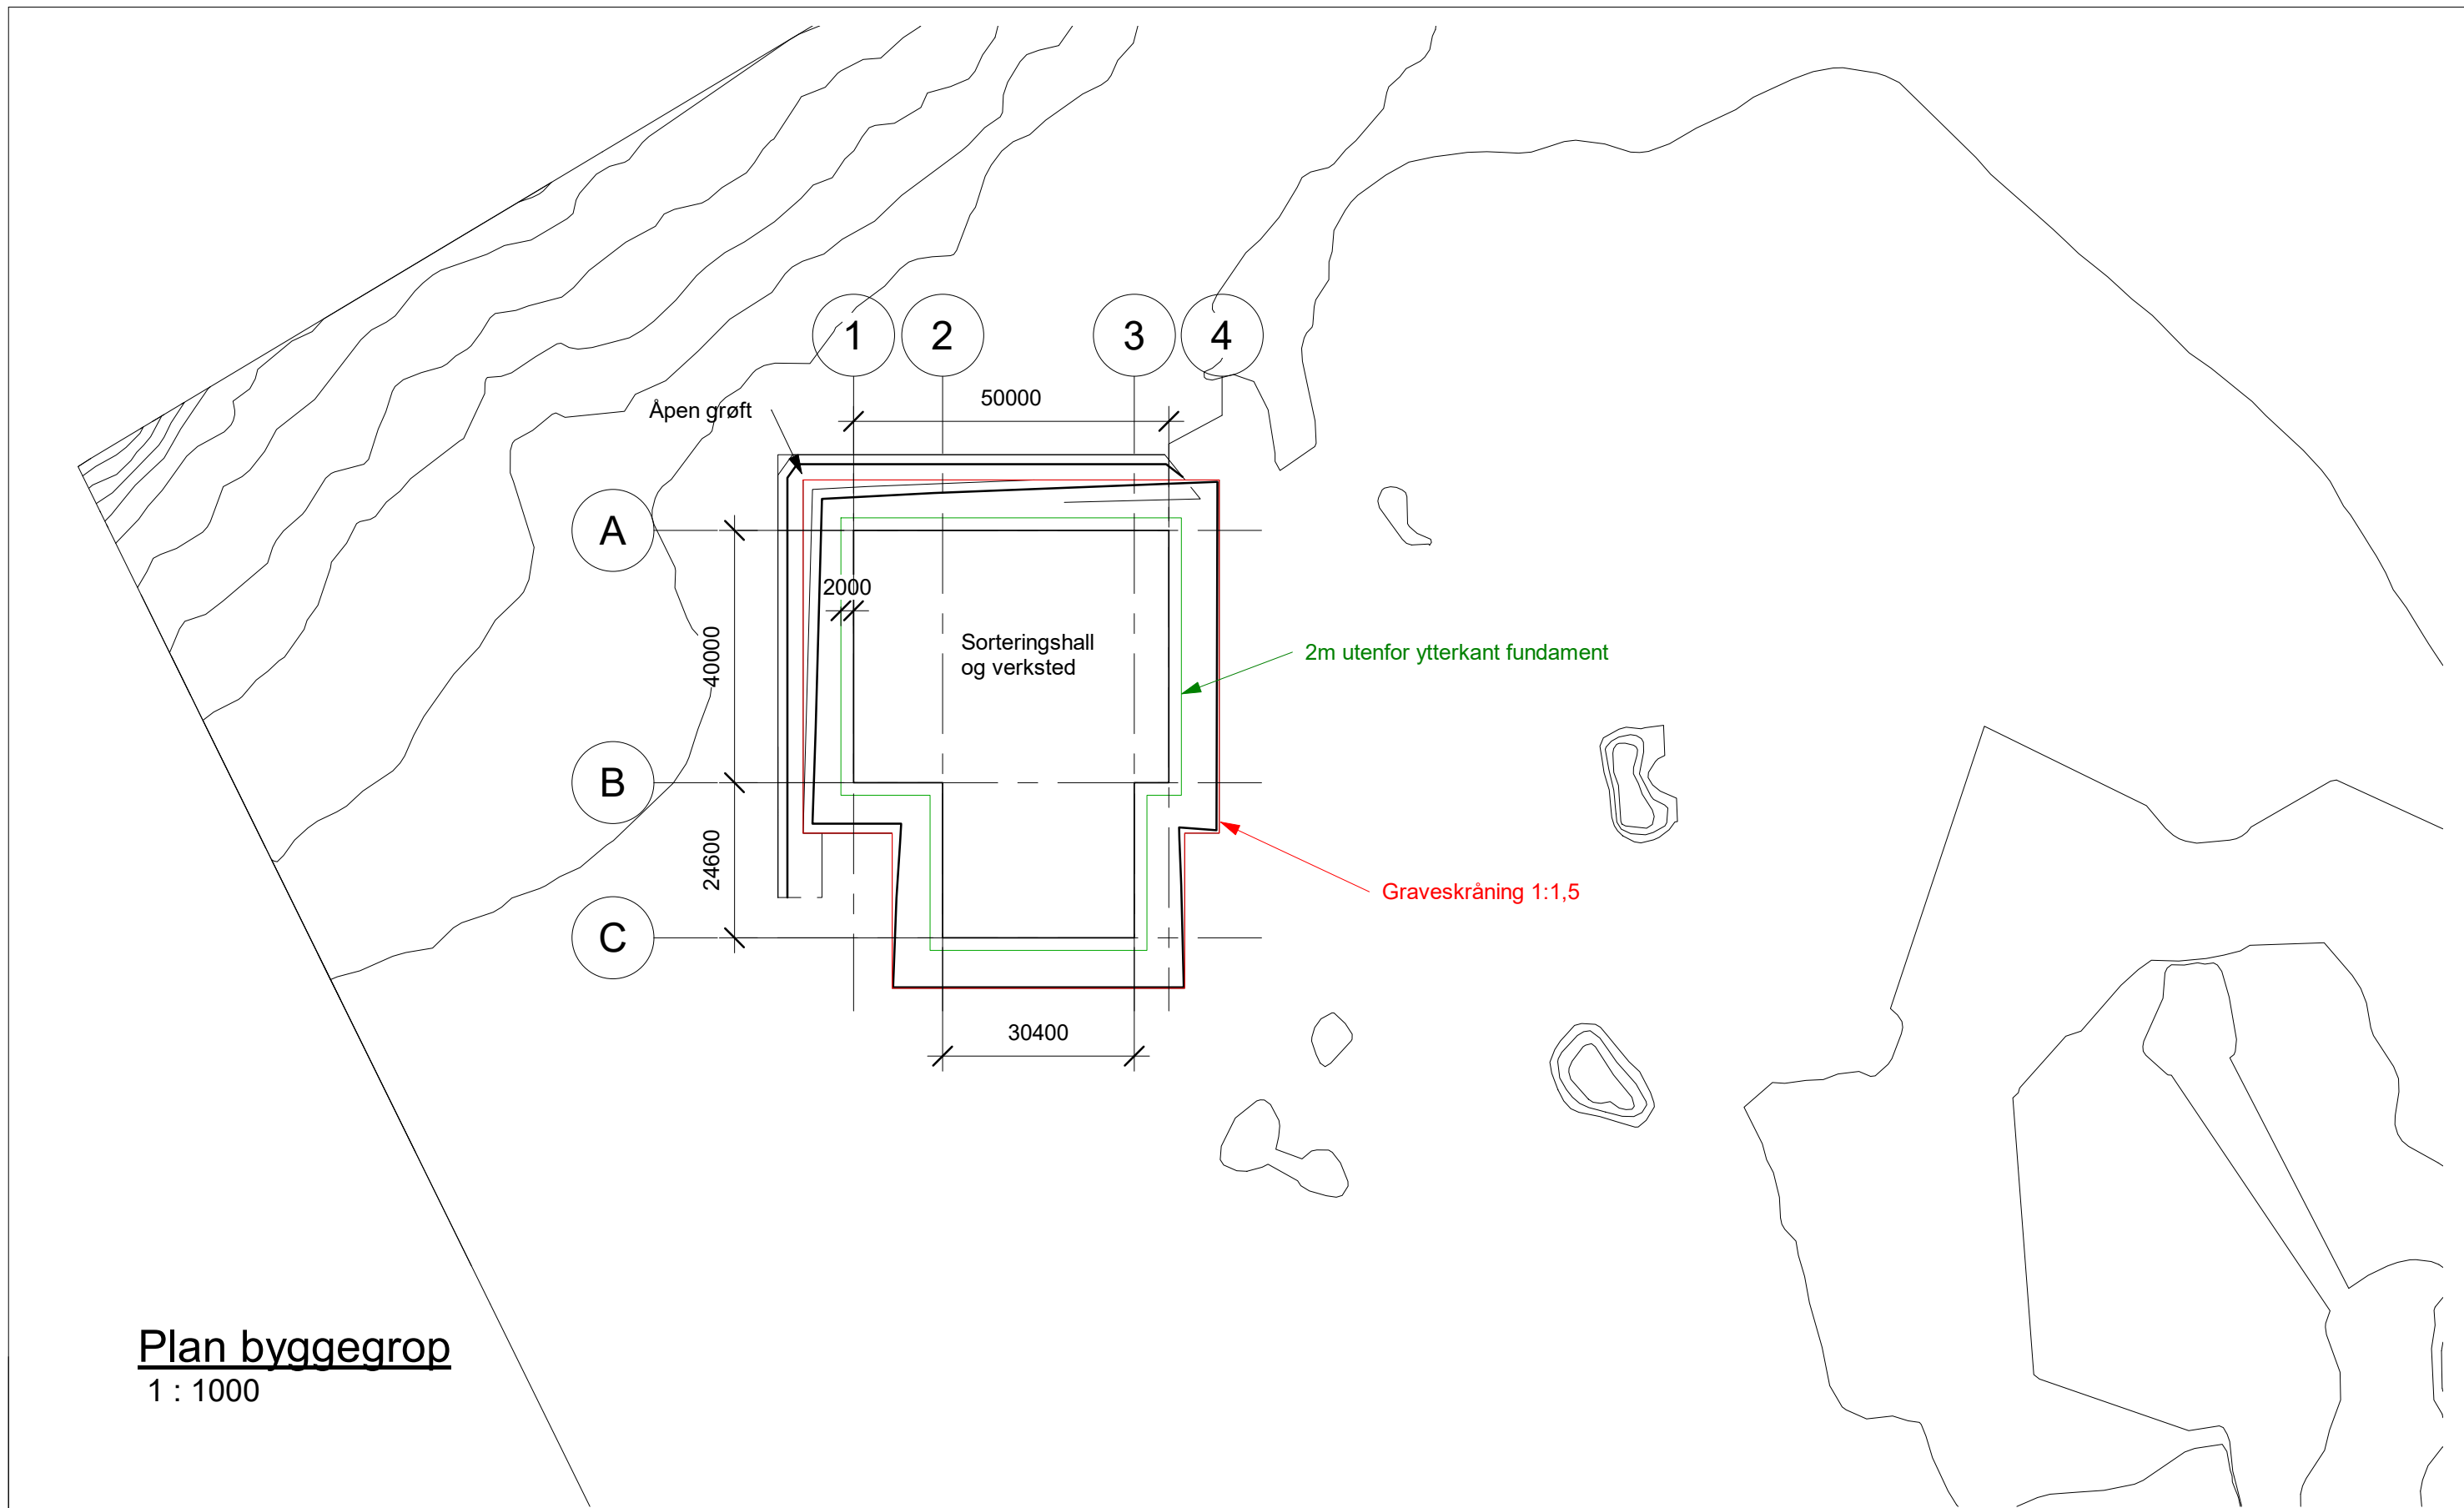 1
2
3
4
50000
Åpen grøft
A
2000
40000
Sorteringshall
og verksted
2m utenfor ytterkant fundament
B
24600
Graveskråning 1:1,5
C
30400
Plan byggegrop
1 : 1000